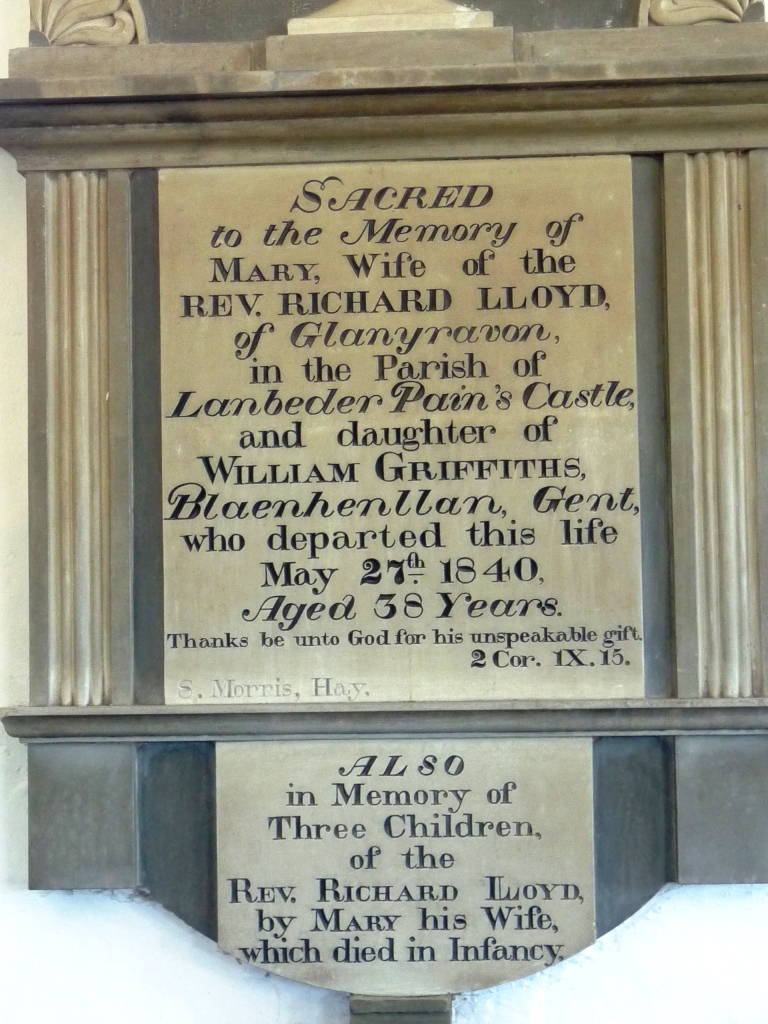 SACRED
to the Memory of
MARY, Wife of the
REV. RICHARD LLOYD,
of Glanyravon,
in the Parish of
Lanbeder Pain's Castle,
and daughter of
WILLIAM GRIFFITHS,
Blaenhenllan, Gent,
who departed this life
May 27th 1840,
Aged 38 Years.
Thanks be unto God for his unspeakable gift.
2 Cor. IX. 15.
S. Morris, Hay.
ALSO
in Memory of
Three Children,
of the
REV. RICHARD LLOYD,
by MARY his Wife,
which died in Infancy.